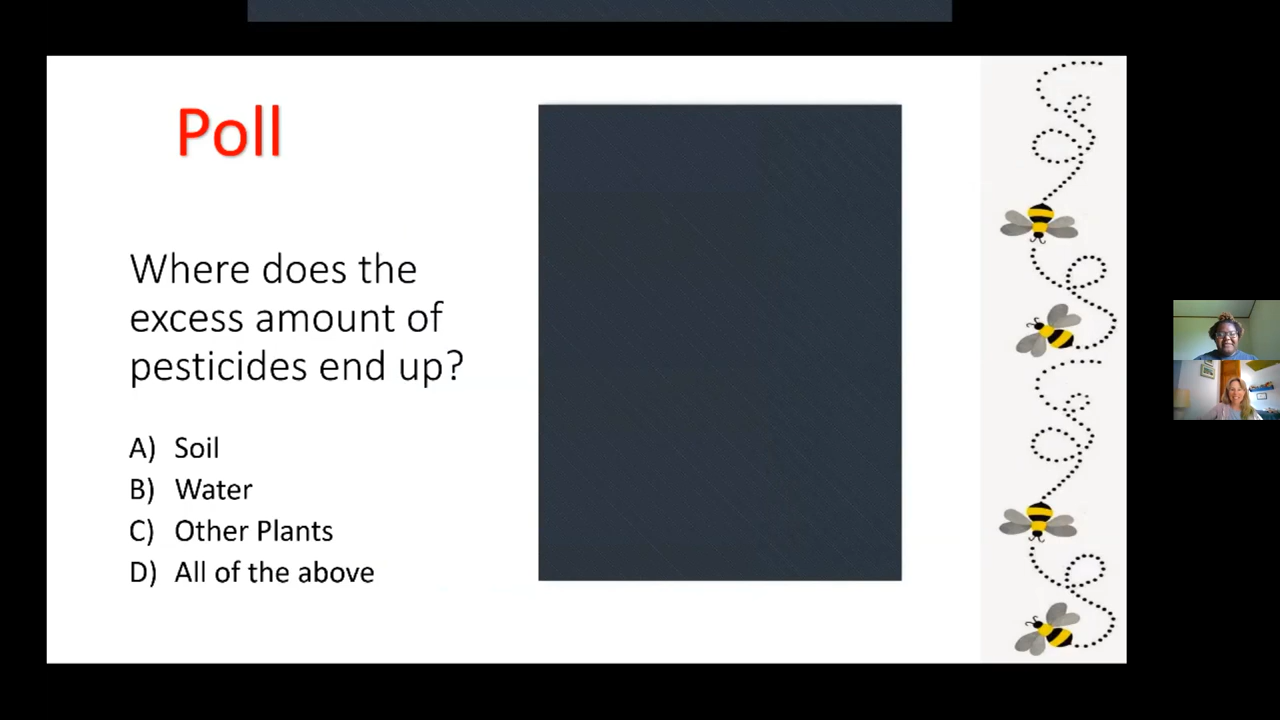 Poll
Where does the
excess amount of
pesticides end up?
A) Soil
B) Water
C) Other Plants
D) All of the above